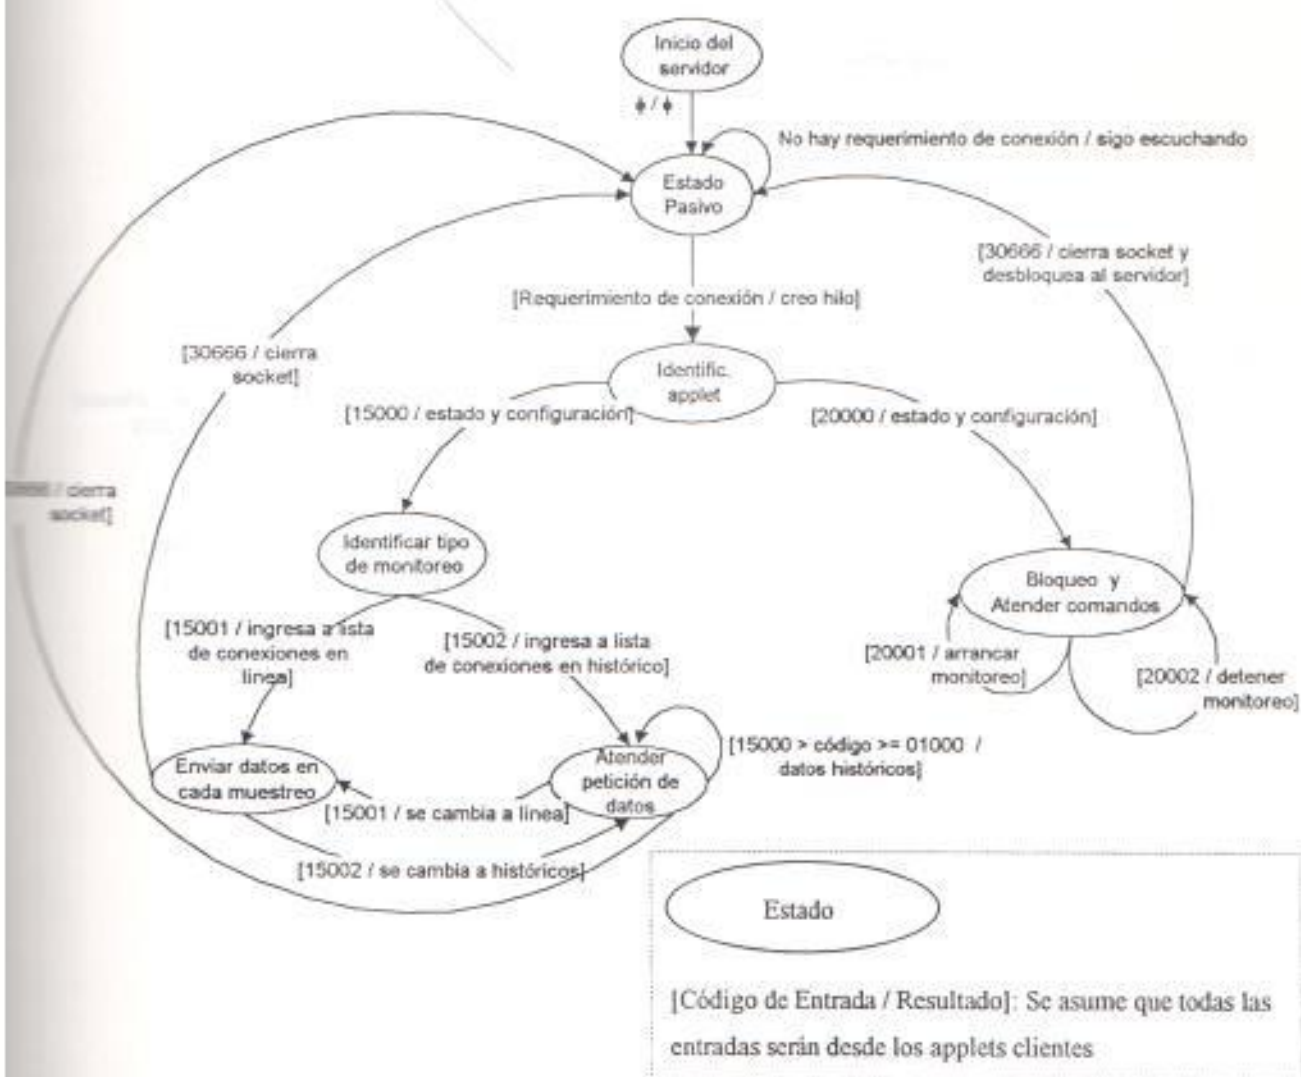 Inicio del
servidor
ϕ / ϕ
No hay requerimiento de conexión / sigo escuchando
Estado
Pasivo
[30666 / cierra socket y
desbloquea al servidor]
[Requerimiento de conexión / creo hilo]
[30666 / cierra
socket]
Identific.
applet
[15000 / estado y configuración]
[20000 / estado y configuración]
/ cierra
socket]
Identificar tipo
de monitoreo
Bloqueo y
Atender comandos
[15001 / ingresa a lista
de conexiones en
linea]
[15002 / ingresa a lista
de conexiones en histórico]
[20001 / arrancar
monitoreo]
[20002 / detener
monitoreo]
Enviar datos en
cada muestreo
Atender
petición de
datos
[15000 > código >= 01000 /
datos históricos]
[15001 / se cambia a linea]
[15002 / se cambia a históricos]
Estado
[Código de Entrada / Resultado]: Se asume que todas las
entradas serán desde los applets clientes